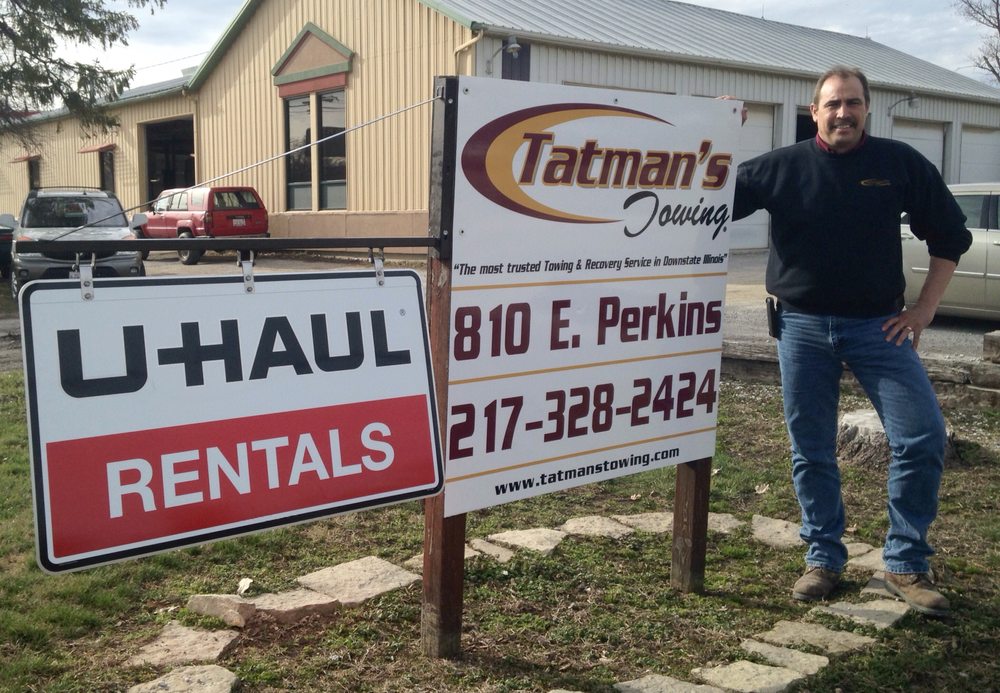 Tatman's
Towing
"The most trusted Towing & Recovery Service in Downstate Illinois"
810 E. Perkins
217-328-2424
www.tatmanstowing.com
U-HAUL®
RENTALS